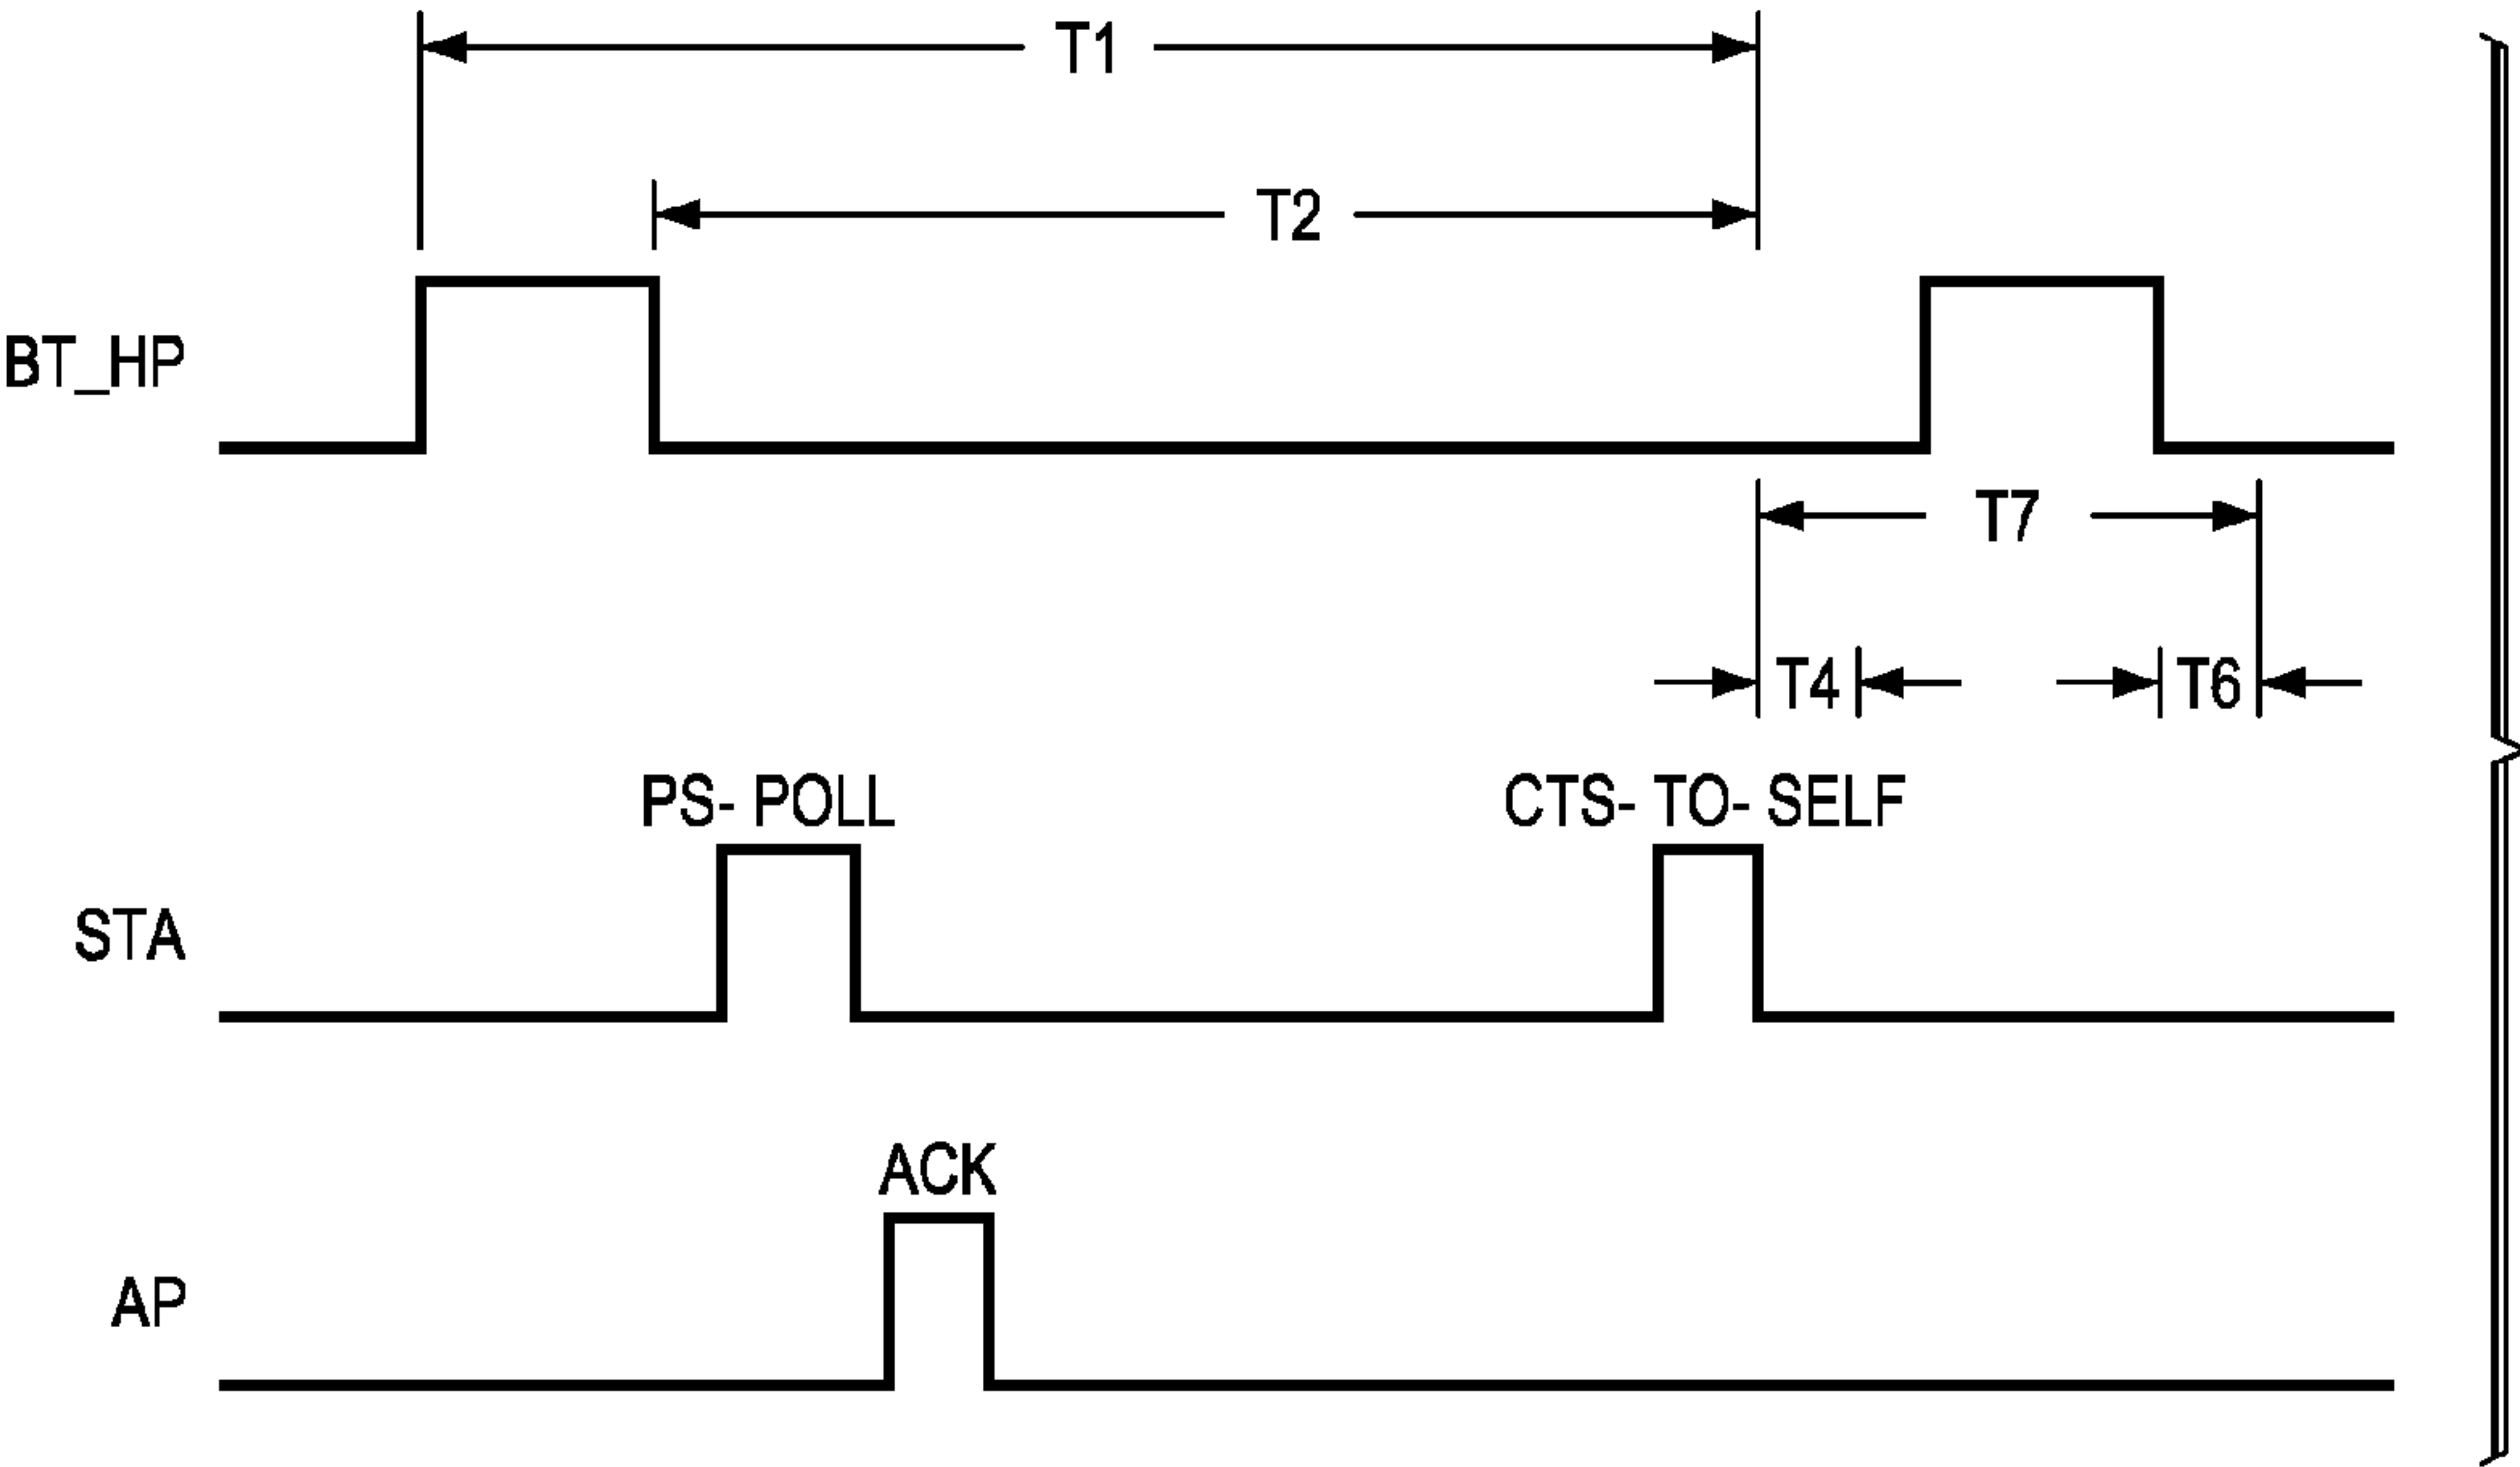 T1
T2
BT_HP
T7
T4
T6
PS- POLL
CTS- TO- SELF
STA
ACK
AP